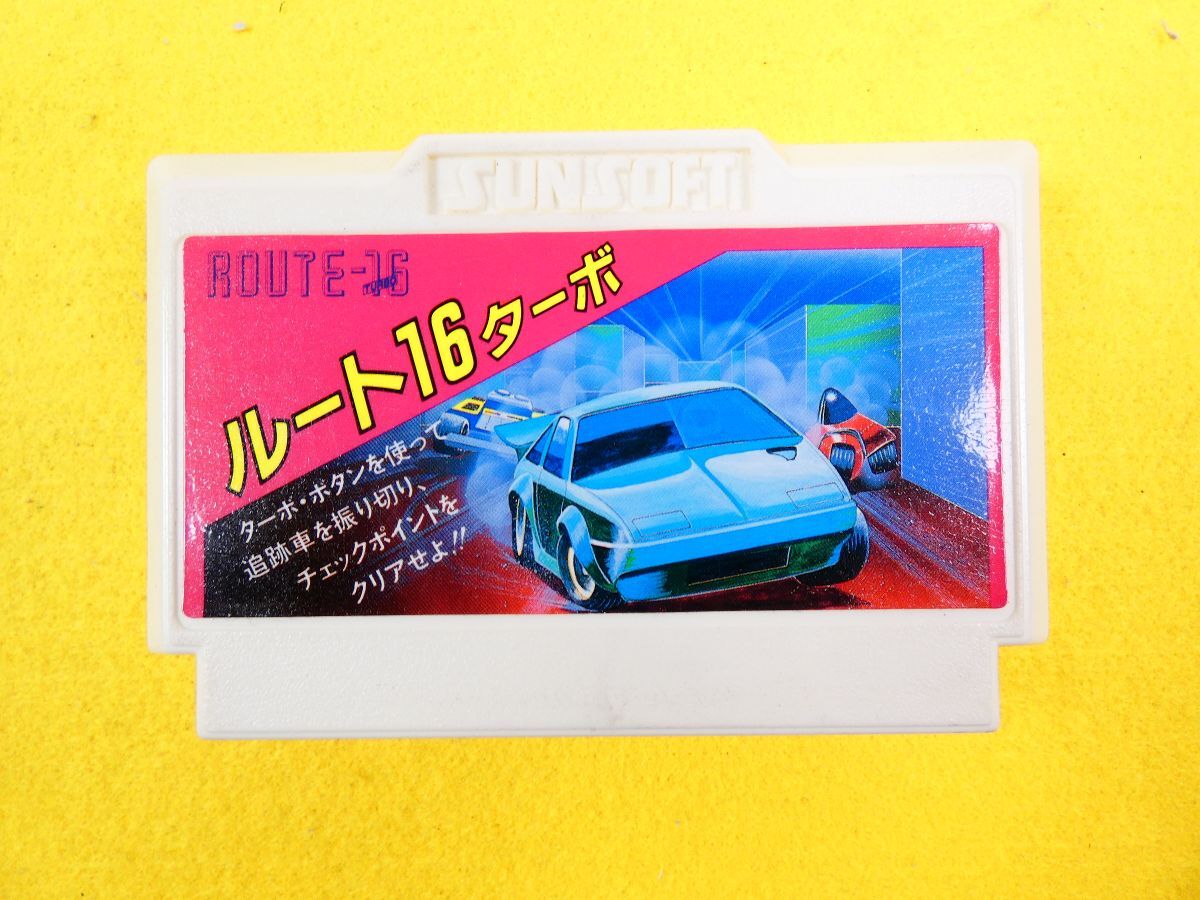 SUNSOFT
ROUTE-16
TURBO
ルート16ターボ
ターボ・ボタンを使って
追跡車を振り切り、
チェックポイントを
クリアせよ!!